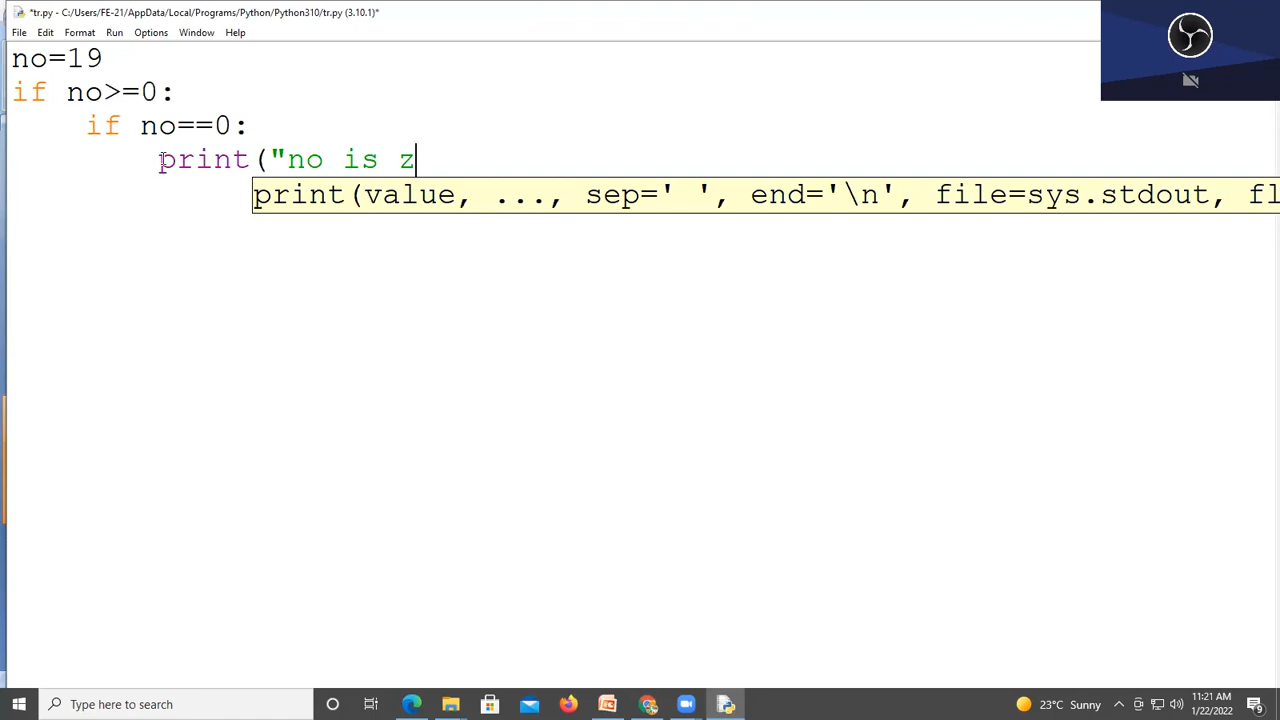 *tr.py - C:/Users/FE-21/AppData/Local/Programs/Python/Python310/tr.py (3.10.1)*
File Edit Format Run Options Window Help
no=19
if no>=0:
if no==0:
print("no is z
print(value, ..., sep=' ', end='\n', file=sys.stdout, fl
Type here to search
23°C Sunny
11:21 AM
1/22/2022
9